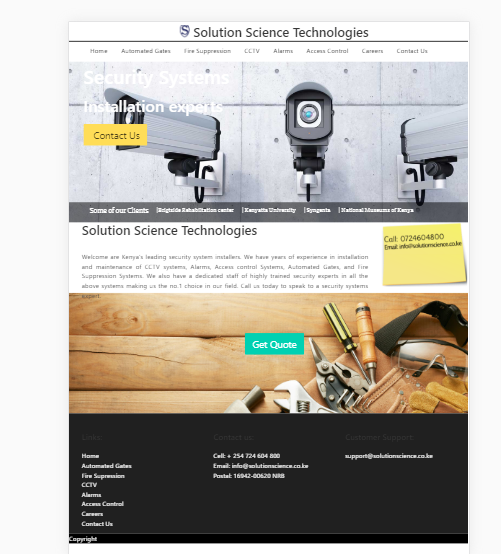 Solution Science Technologies
Home Automated Gates Fire Suppression CCTV Alarms Access Control Careers Contact Us
Security Systems
Installation experts
Contact Us
Some of our Clients |Brigtside Rehabilitation center |Kenyatta University |Syngenta |National Museums of Kenya
Solution Science Technologies
Welcome are Kenya's leading security system installers. We have years of experience in installation
and maintenance of CCTV systems, Alarms, Access control Systems, Automated Gates, and Fire
Suppression Systems. We also have a dedicated staff of highly trained security experts in all the
above systems making us the no.1 choice in our field. Call us today to speak to a security systems
expert.
Call: 0724604800
Email: info@solutionscience.co.ke
Get Quote
Links
Home
Automated Gates
Fire Supression
CCTV
Alarms
Access Control
Careers
Contact Us
Contact us
Cell: + 254 724 604 800
Email: info@solutionscience.co.ke
Postal: 16942-00620 NRB
Customer Support
support@solutionscience.co.ke
Copyright